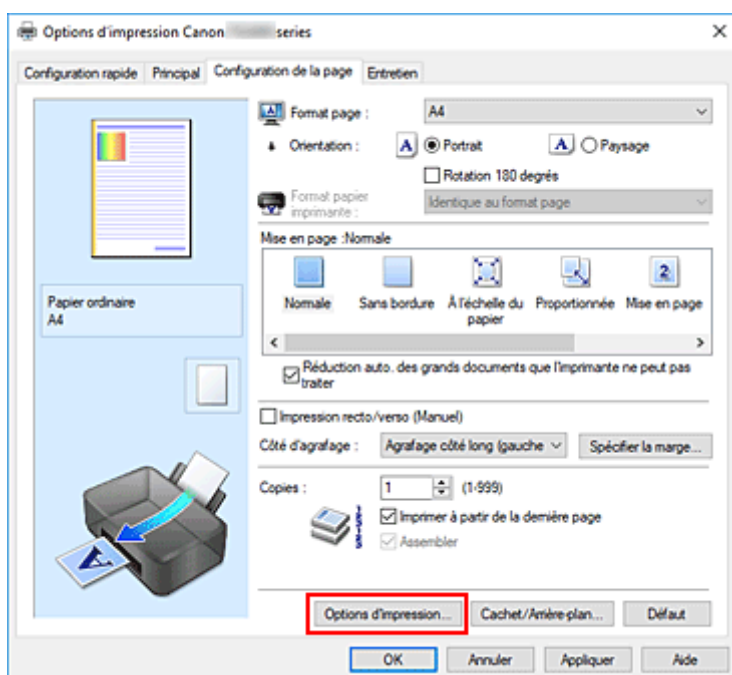 Options d'impression Canon series
Configuration rapide Principal Configuration de la page Entretien
Format page : A4
Orientation : A Portrait A Paysage
Rotation 180 degrés
Format papier imprimante : Identique au format page
Mise en page :Normale
2
Normale Sans bordure À l'échelle du papier Proportionnée Mise en page
Papier ordinaire
A4
Réduction auto. des grands documents que l'imprimante ne peut pas
traiter
Impression recto/verso (Manuel)
Côté d'agrafage : Agrafage côté long (gauche Spécifier la marge...
Copies : 1 (1-999)
Imprimer à partir de la dernière page
Assembler
A
Options d'impression... Cachet/Arrière-plan... Défaut
OK Annuler Appliquer Aide